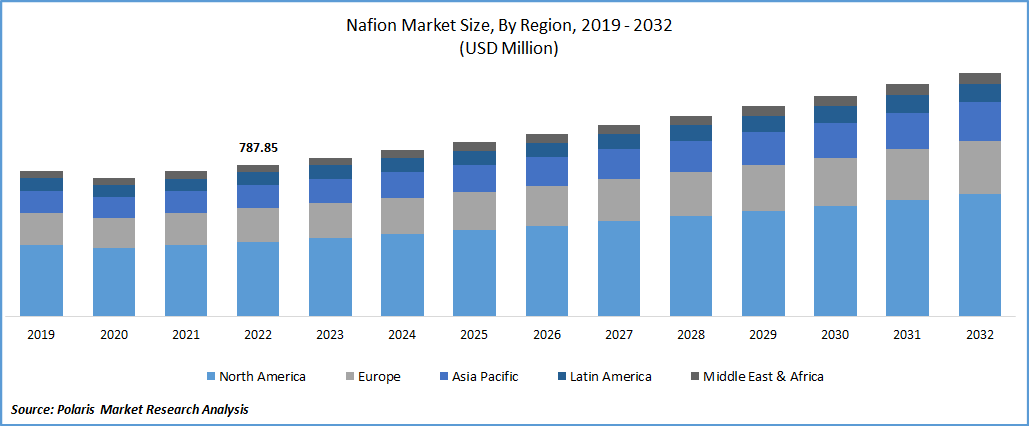 Nafion Market Size, By Region, 2019 - 2032
(USD Million)
787.85
2019 2020 2021 2022 2023 2024 2025 2026 2027 2028 2029 2030 2031 2032
North America Europe Asia Pacific Latin America Middle East & Africa
Source: Polaris Market Research Analysis